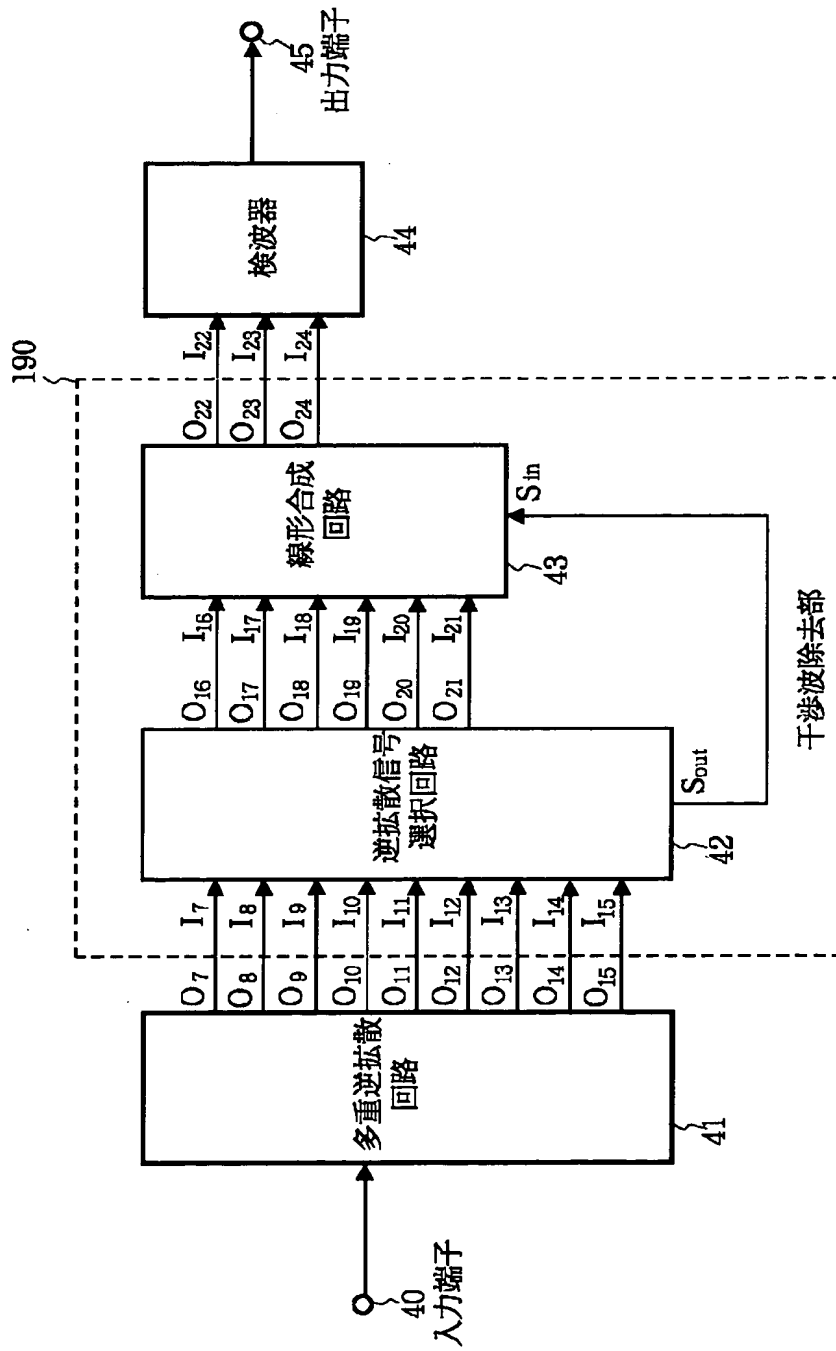 190
入力端子
40
多重逆拡散
回路
41
O7 I7
O8 I8
O9 I9
O10 I10
O11 I11
O12 I12
O13 I13
O14 I14
O15 I15
逆拡散信号
選択回路
42
Sout
O16 I16
O17 I17
O18 I18
O19 I19
O20 I20
O21 I21
線形合成
回路
43
Sin
O22 I22
O23 I23
O24 I24
検波器
44
45
出力端子
干渉波除去部